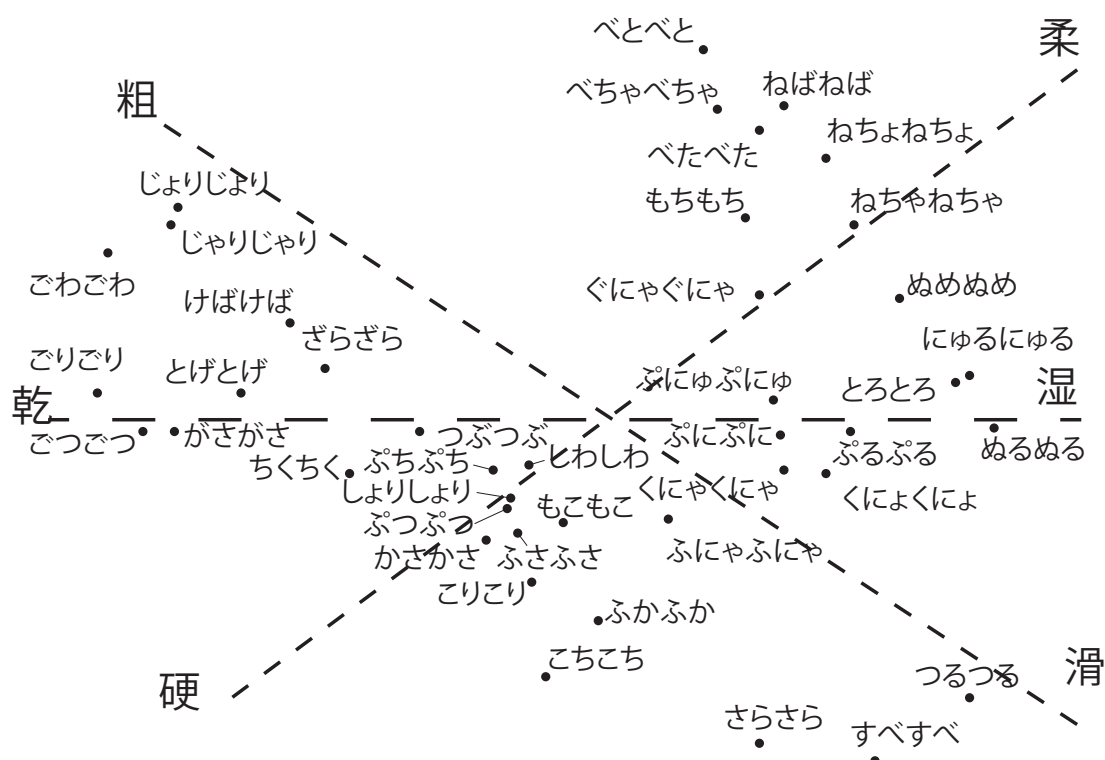 べとべと
柔
べちゃべちゃ
ねばねば
粗
ねちょねちょ
べたべた
じょりじょり
もちもち
ねちゃねちゃ
じゃりじゃり
ごわごわ
ぐにゃぐにゃ
ぬめぬめ
けばけば
ざらざら
にゅるにゅる
ごりごり
とげとげ
ぷにゅぷにゅ
とろとろ
湿
乾
ごつごつ
がさがさ
つぶつぶ
ぷにぷに
ぷるぷる
ぬるぬる
ちくちく
ぷちぷち
しわしわ
しょりしょり
くにゃくにゃ
くにょくにょ
もこもこ
ぷつぷつ
かさかさ
ふさふさ
ふにゃふにゃ
こりこり
ふかふか
こちこち
硬
つるつる
滑
さらさら
すべすべ